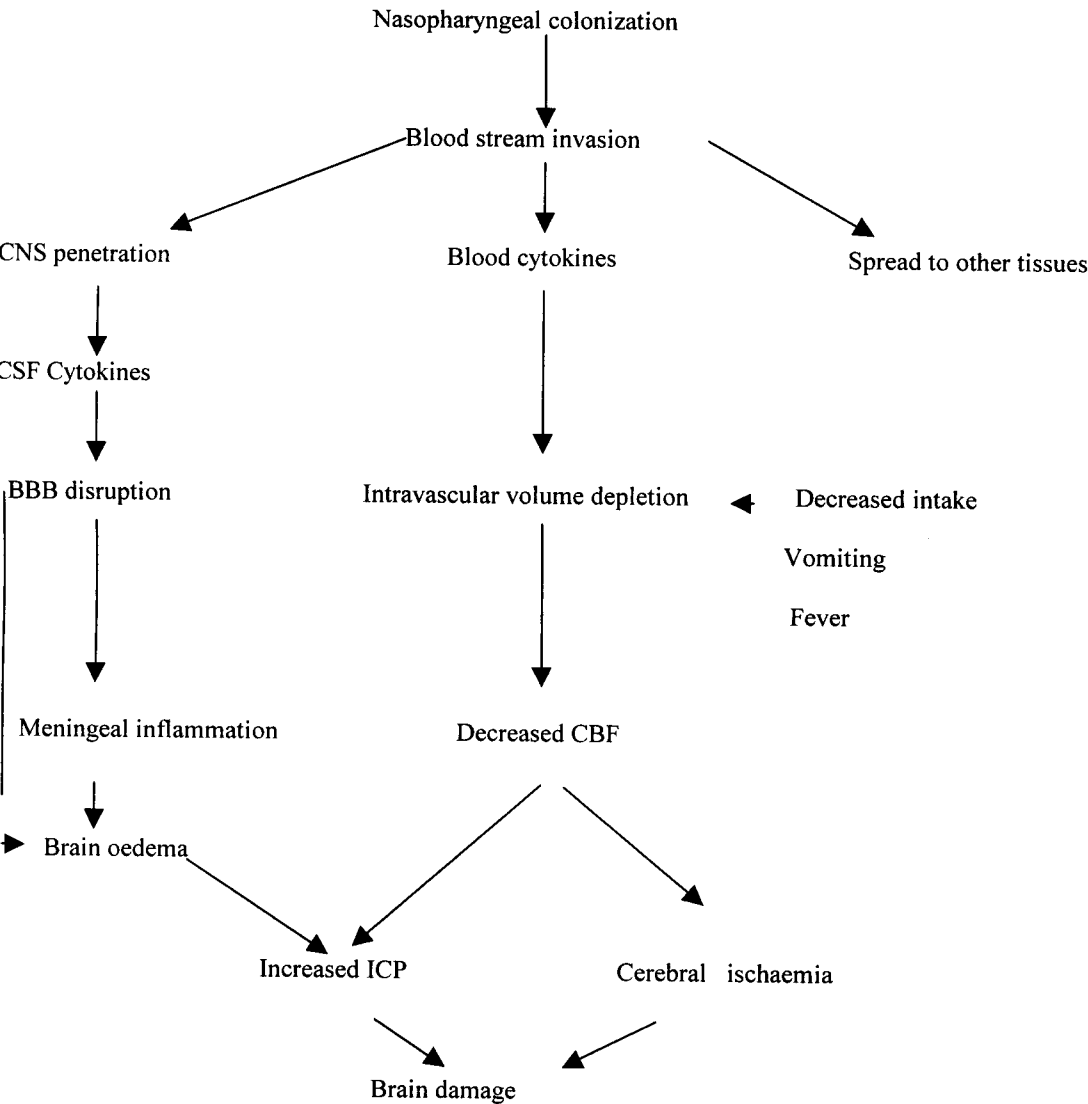 Nasopharyngeal colonization
Blood stream invasion
CNS penetration
Blood cytokines
Spread to other tissues
CSF Cytokines
BBB disruption
Intravascular volume depletion
Decreased intake
Vomiting
Fever
Meningeal inflammation
Decreased CBF
Brain oedema
Increased ICP
Cerebral ischaemia
Brain damage